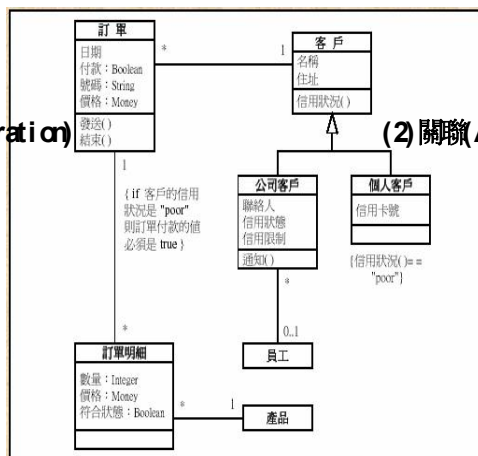 訂 單
日期
付款：Boolean
號碼：String
價格：Money
發送()
結束()
*
1
客 戶
名稱
住址
信用狀況()
ration)
(2)關聯(A
1
{ if 客戶的信用
狀況是 "poor"
則訂單付款的值
必須是 true }
*
公司客戶
聯絡人
信用狀態
信用限制
通知()
個人客戶
信用卡號
{信用狀況()= =
"poor"}
*
0..1
員工
訂單明細
數量：Integer
價格：Money
符合狀態：Boolean
*
1
產品